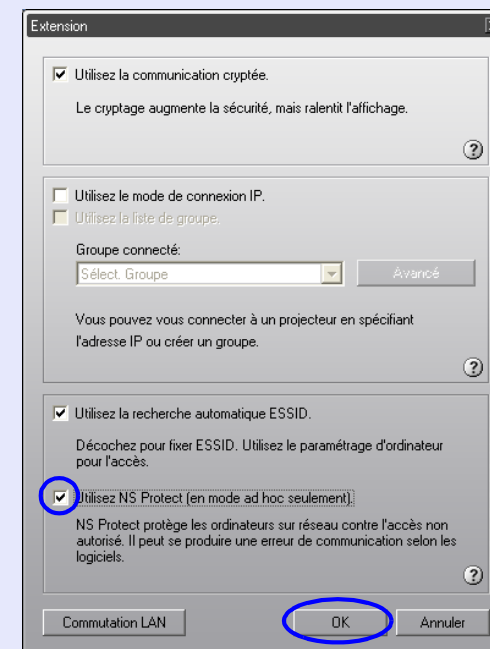 Extension
Utilisez la communication cryptée.
Le cryptage augmente la sécurité, mais ralentit l'affichage.
?
Utilisez le mode de connexion IP.
Utilisez la liste de groupe.
Groupe connecté:
Sélect. Groupe
Avancé
Vous pouvez vous connecter à un projecteur en spécifiant
l'adresse IP ou créer un groupe.
?
Utilisez la recherche automatique ESSID.
Décochez pour fixer ESSID. Utilisez le paramétrage d'ordinateur
pour l'accès.
Utilisez NS Protect (en mode ad hoc seulement).
NS Protect protège les ordinateurs sur réseau contre l'accès non
autorisé. Il peut se produire une erreur de communication selon les
logiciels.
?
Commutation LAN
OK
Annuler